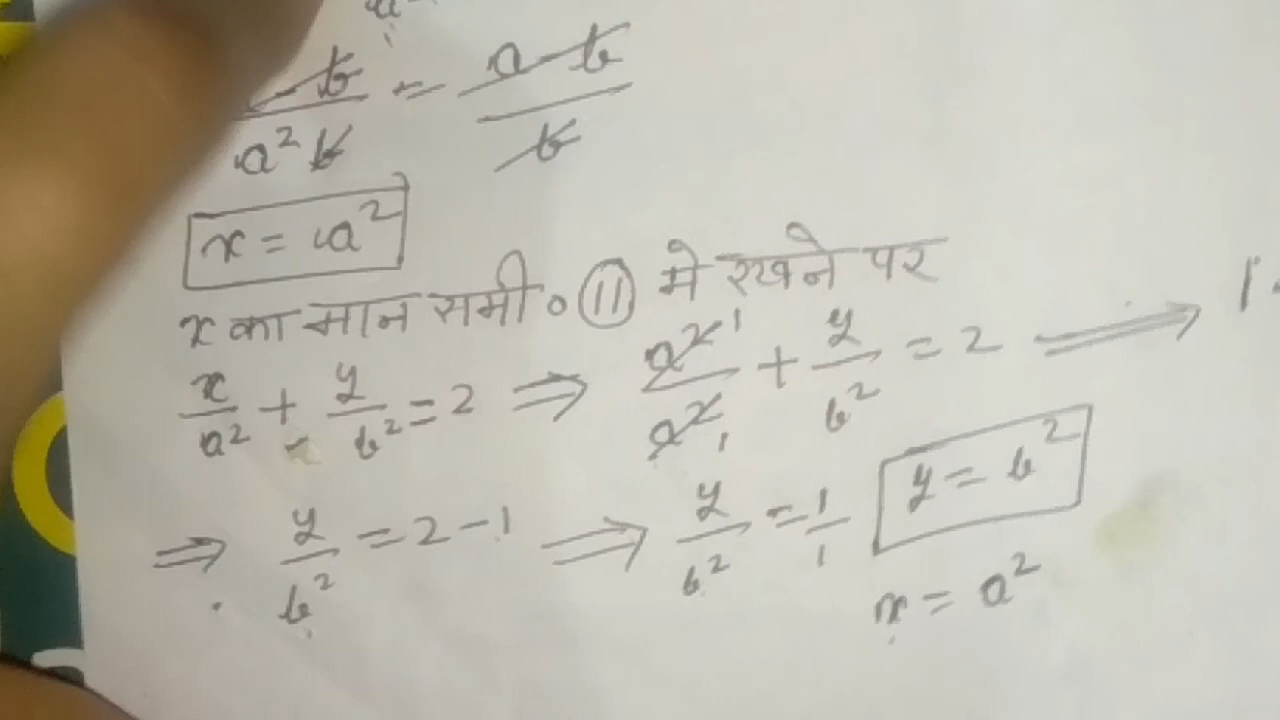 b/a²b = a-b/b
x = a²
x का मान समी० (11) मे रखने पर
x/a² + y/b² = 2 ⇒ a²/a² + y/b² = 2 ⇒ 1
⇒ y/b² = 2 - 1 ⇒ y/b² = 1/1 y = b²
x = a²